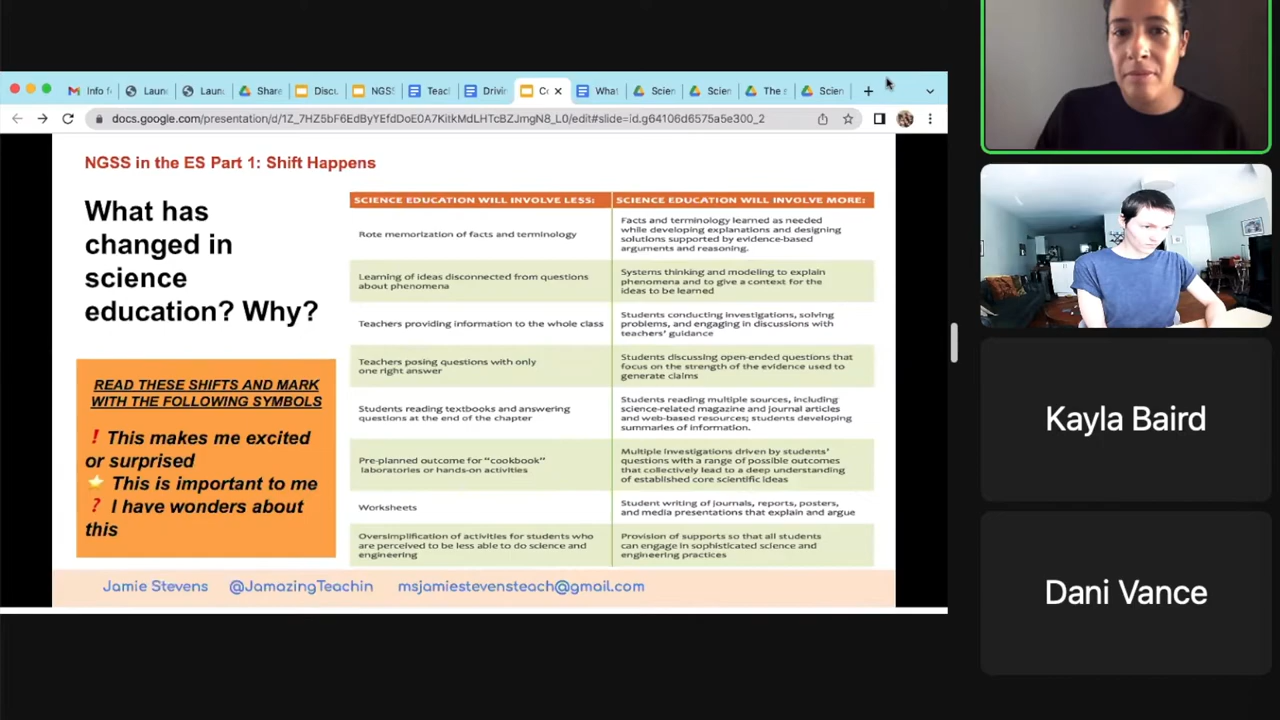 Info f
Laun
Laun
Share
Discu
NGS
Teac
Drivi
Co
What
Scien
Scien
The s
Scien
docs.google.com/presentation/d/1Z_7HZ5bF6EdByYEfdDoE0A7KitkMdLHTcBZJmgN8_L0/edit#slide=id.g64106d6575a5e300_2
NGSS in the ES Part 1: Shift Happens
What has
changed in
science
education? Why?
READ THESE SHIFTS AND MARK
WITH THE FOLLOWING SYMBOLS
❗ This makes me excited
or surprised
⭐ This is important to me
❓ I have wonders about
this
SCIENCE EDUCATION WILL INVOLVE LESS:
SCIENCE EDUCATION WILL INVOLVE MORE:
Rote memorization of facts and terminology
Facts and terminology learned as needed
while developing explanations and designing
solutions supported by evidence-based
arguments and reasoning.
Learning of ideas disconnected from questions
about phenomena
Systems thinking and modeling to explain
phenomena and to give a context for the
ideas to be learned
Teachers providing information to the whole class
Students conducting investigations, solving
problems, and engaging in discussions with
teachers' guidance
Teachers posing questions with only
one right answer
Students discussing open-ended questions that
focus on the strength of the evidence used to
generate claims
Students reading textbooks and answering
questions at the end of the chapter
Students reading multiple sources, including
science-related magazine and journal articles
and web-based resources; students developing
summaries of information.
Pre-planned outcome for "cookbook"
laboratories or hands-on activities
Multiple investigations driven by students'
questions with a range of possible outcomes
that collectively lead to a deep understanding
of established core scientific ideas
Worksheets
Student writing of journals, reports, posters,
and media presentations that explain and argue
Oversimplification of activities for students who
are perceived to be less able to do science and
engineering
Provision of supports so that all students
can engage in sophisticated science and
engineering practices
Jamie Stevens @JamazingTeachin msjamiestevensteach@gmail.com
Kayla Baird
Dani Vance